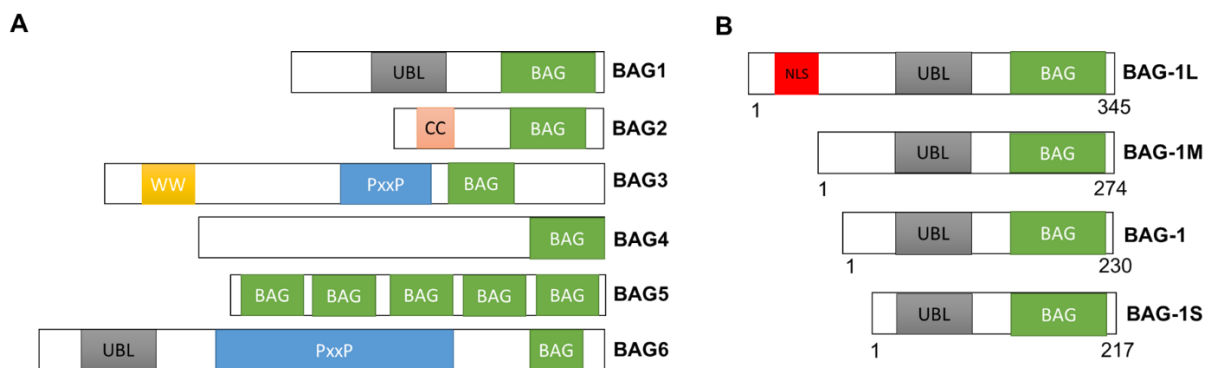 A
UBL BAG BAG1
CC BAG BAG2
WW PxxP BAG BAG3
BAG BAG4
BAG BAG BAG BAG BAG BAG5
UBL PxxP BAG BAG6
B
NLS UBL BAG BAG-1L
1 345
UBL BAG BAG-1M
1 274
UBL BAG BAG-1
1 230
UBL BAG BAG-1S
1 217